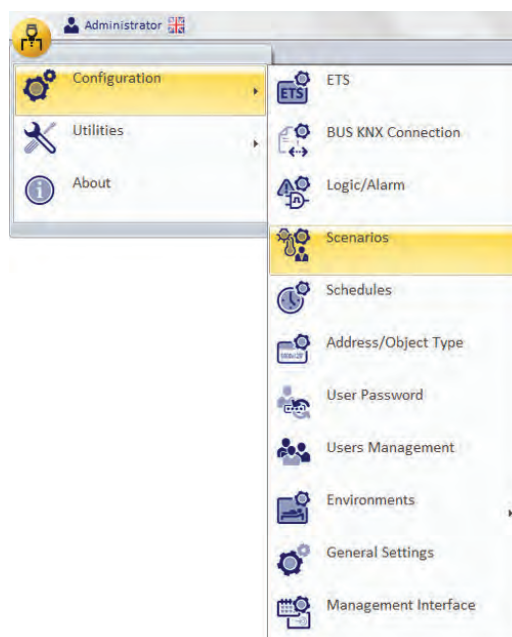 Administrator
Configuration
Utilities
About
ETS
ETS
BUS KNX Connection
Logic/Alarm
Scenarios
Schedules
Address/Object Type
User Password
Users Management
Environments
General Settings
Management Interface